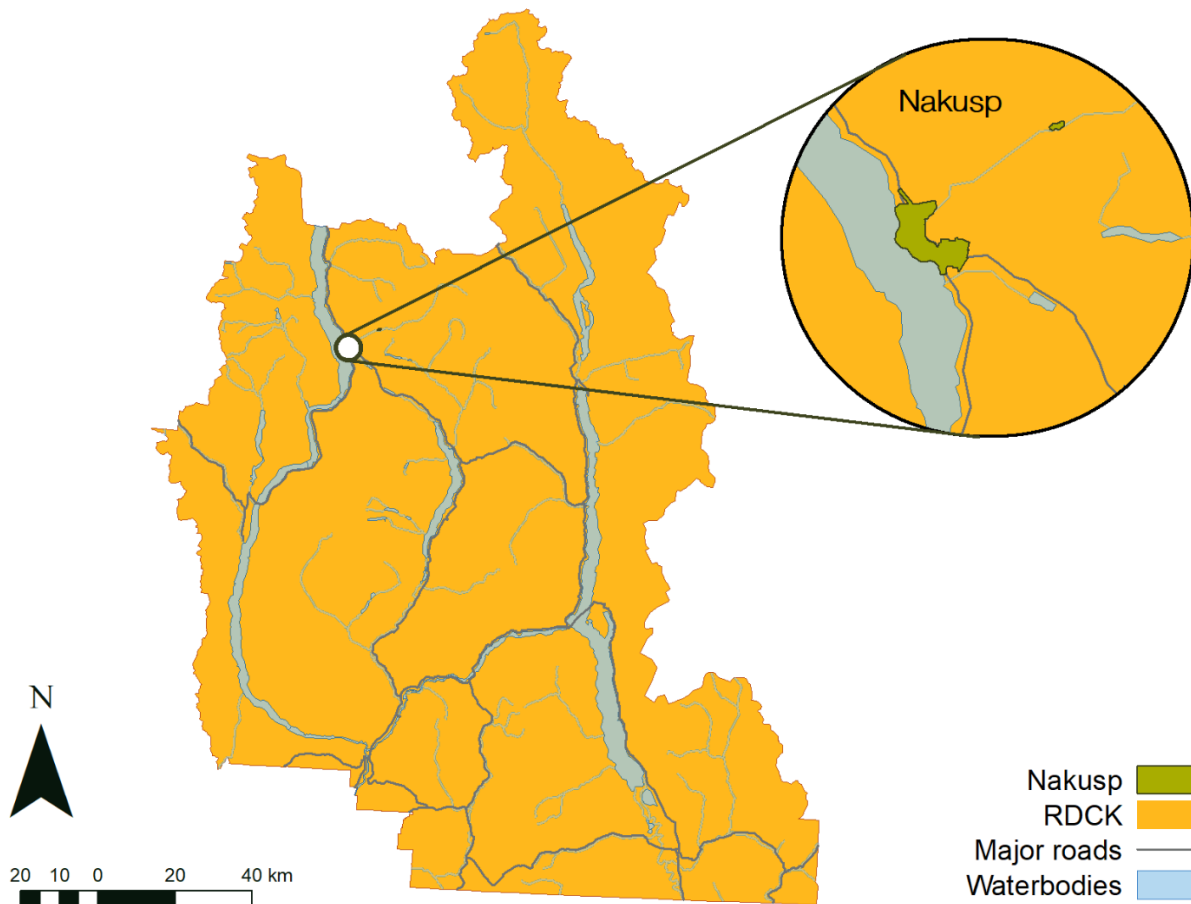 Nakusp
N
20 10 0 20 40 km
Nakusp
RDCK
Major roads
Waterbodies